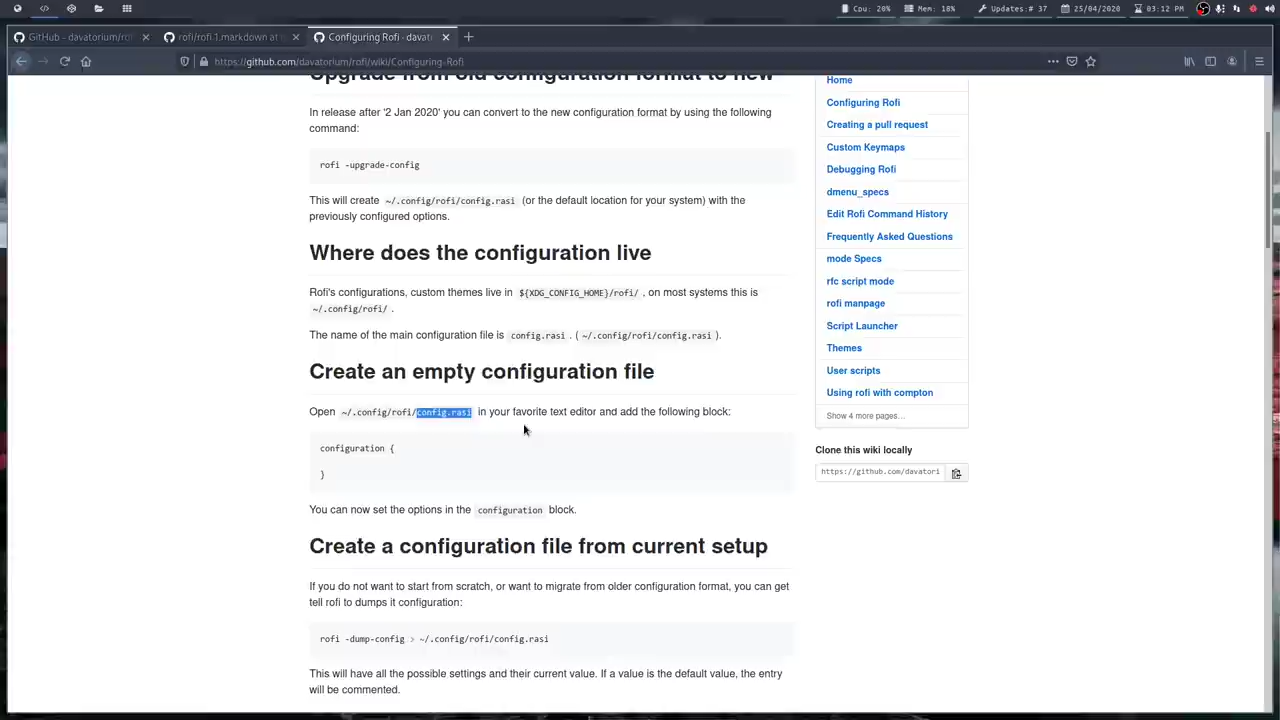 Cpu: 20%
Mem: 18%
Updates: # 37
25/04/2020
03:12 PM
GitHub - davatorium/rof
rofi/rofi.1.markdown at
Configuring Rofi · davato
https://github.com/davatorium/rofi/wiki/Configuring-Rofi
Upgrade from old configuration format to new
In release after '2 Jan 2020' you can convert to the new configuration format by using the following
command:
rofi -upgrade-config
This will create ~/.config/rofi/config.rasi (or the default location for your system) with the
previously configured options.
Where does the configuration live
Rofi's configurations, custom themes live in ${XDG_CONFIG_HOME}/rofi/ , on most systems this is
~/.config/rofi/ .
The name of the main configuration file is config.rasi . ( ~/.config/rofi/config.rasi ).
Create an empty configuration file
Open ~/.config/rofi/config.rasi in your favorite text editor and add the following block:
configuration {
}
You can now set the options in the configuration block.
Create a configuration file from current setup
If you do not want to start from scratch, or want to migrate from older configuration format, you can get
tell rofi to dumps it configuration:
rofi -dump-config > ~/.config/rofi/config.rasi
This will have all the possible settings and their current value. If a value is the default value, the entry
will be commented.
Home
Configuring Rofi
Creating a pull request
Custom Keymaps
Debugging Rofi
dmenu_specs
Edit Rofi Command History
Frequently Asked Questions
mode Specs
rfc script mode
rofi manpage
Script Launcher
Themes
User scripts
Using rofi with compton
Show 4 more pages…
Clone this wiki locally
https://github.com/davatori